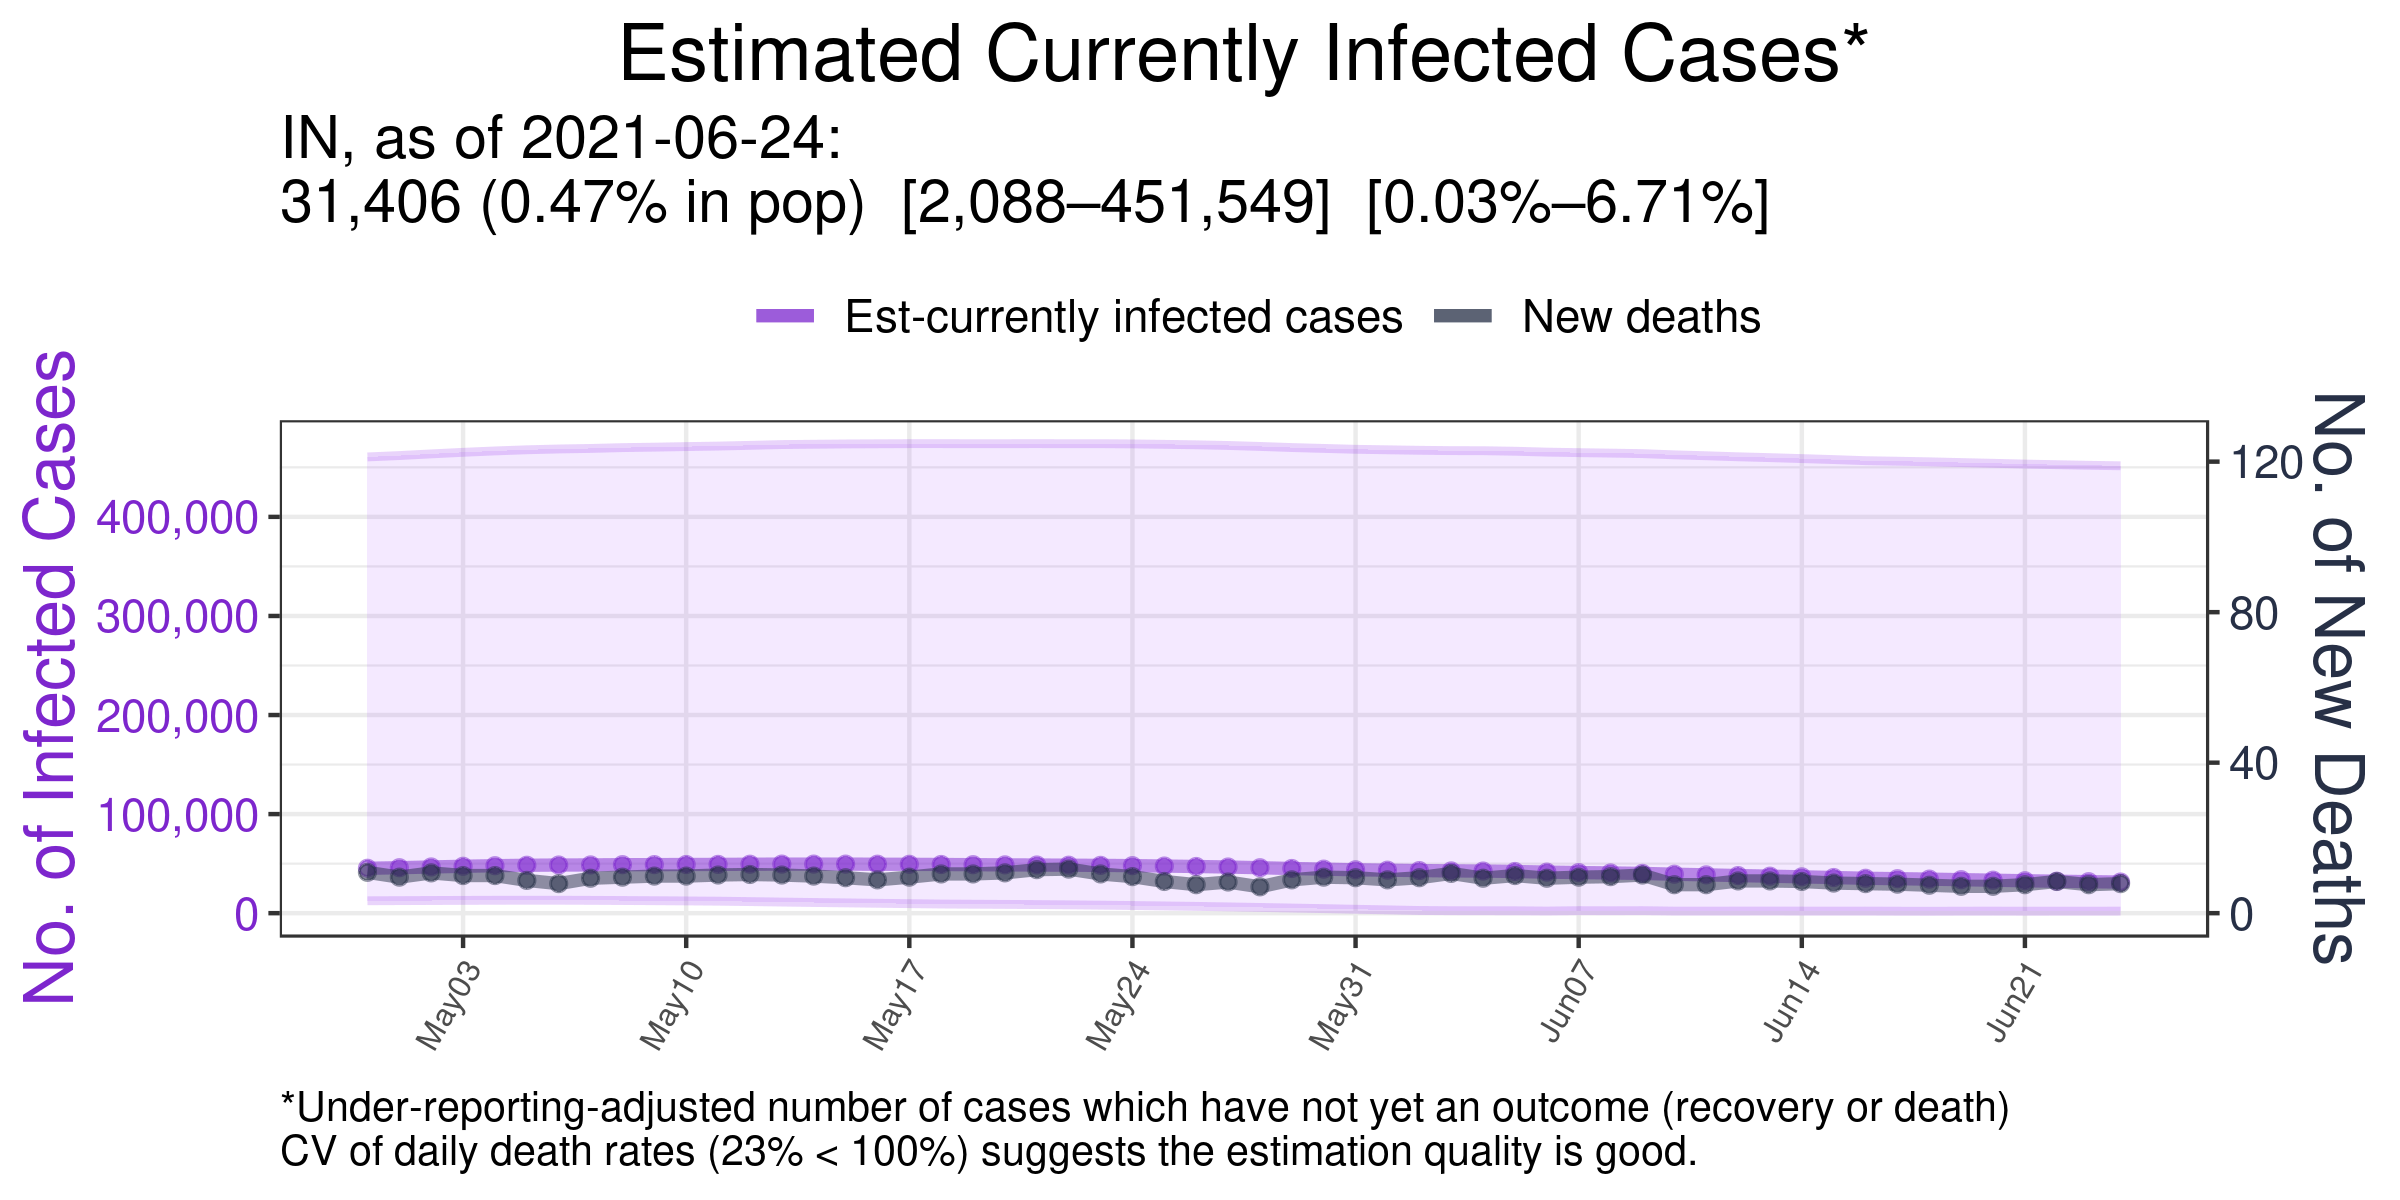 Estimated Currently Infected Cases*
IN, as of 2021-06-24:
31,406 (0.47% in pop)  [2,088–451,549]  [0.03%–6.71%]
Est-currently infected cases
New deaths
No. of Infected Cases
400,000
300,000
200,000
100,000
0
120
80
40
0
No. of New Deaths
May03
May10
May17
May24
May31
Jun07
Jun14
Jun21
*Under-reporting-adjusted number of cases which have not yet an outcome (recovery or death)
CV of daily death rates (23% < 100%) suggests the estimation quality is good.